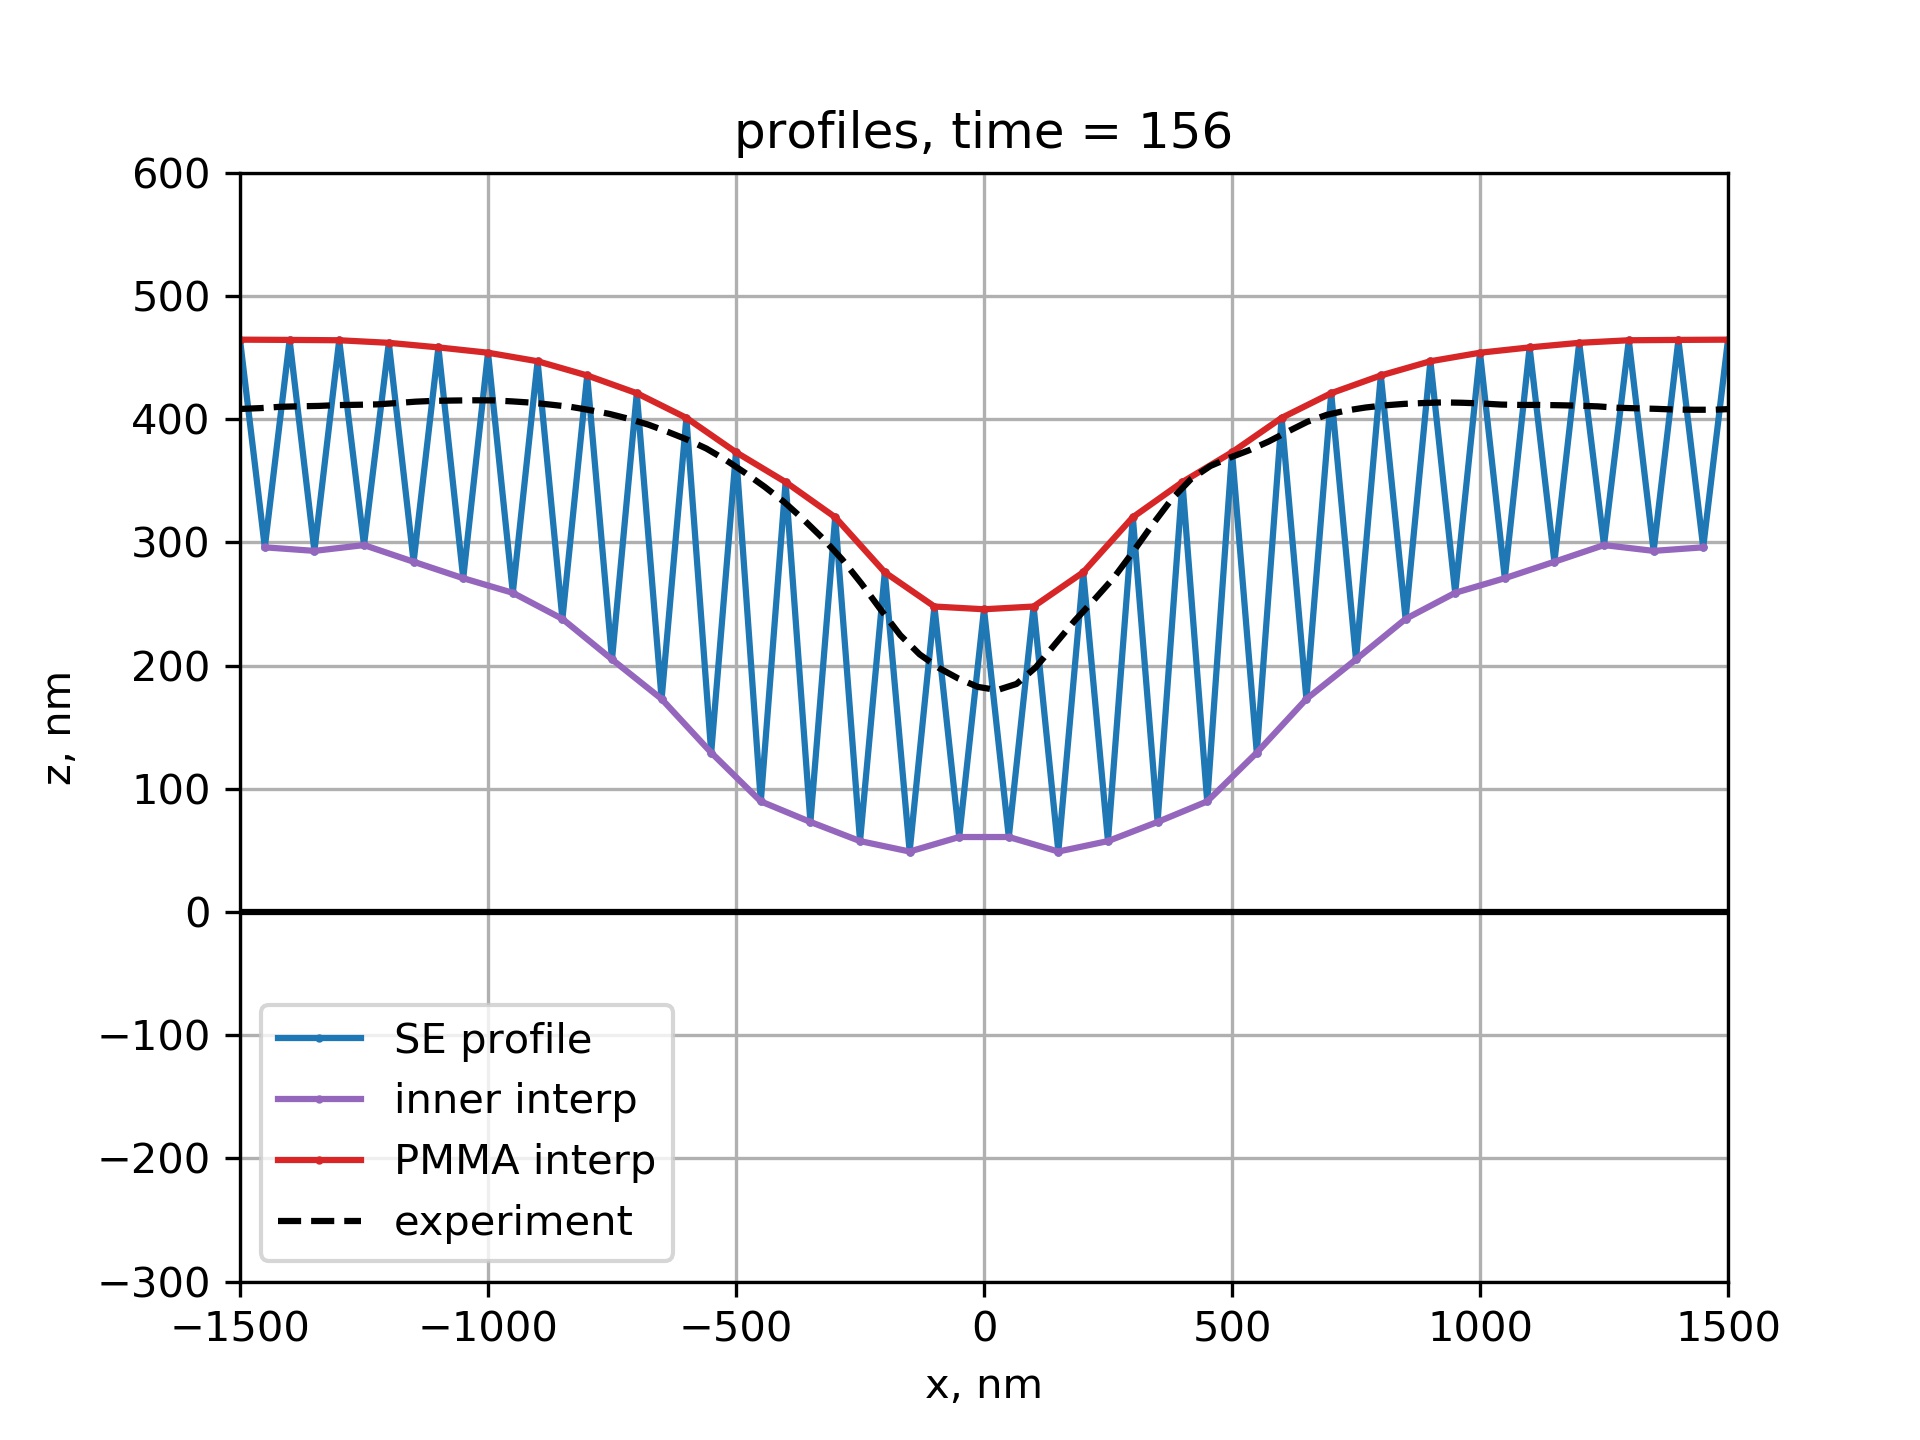 profiles, time = 156
600
500
400
300
200
100
0
−100
−200
−300
z, nm
SE profile
inner interp
PMMA interp
experiment
−1500 −1000 −500 0 500 1000 1500
x, nm